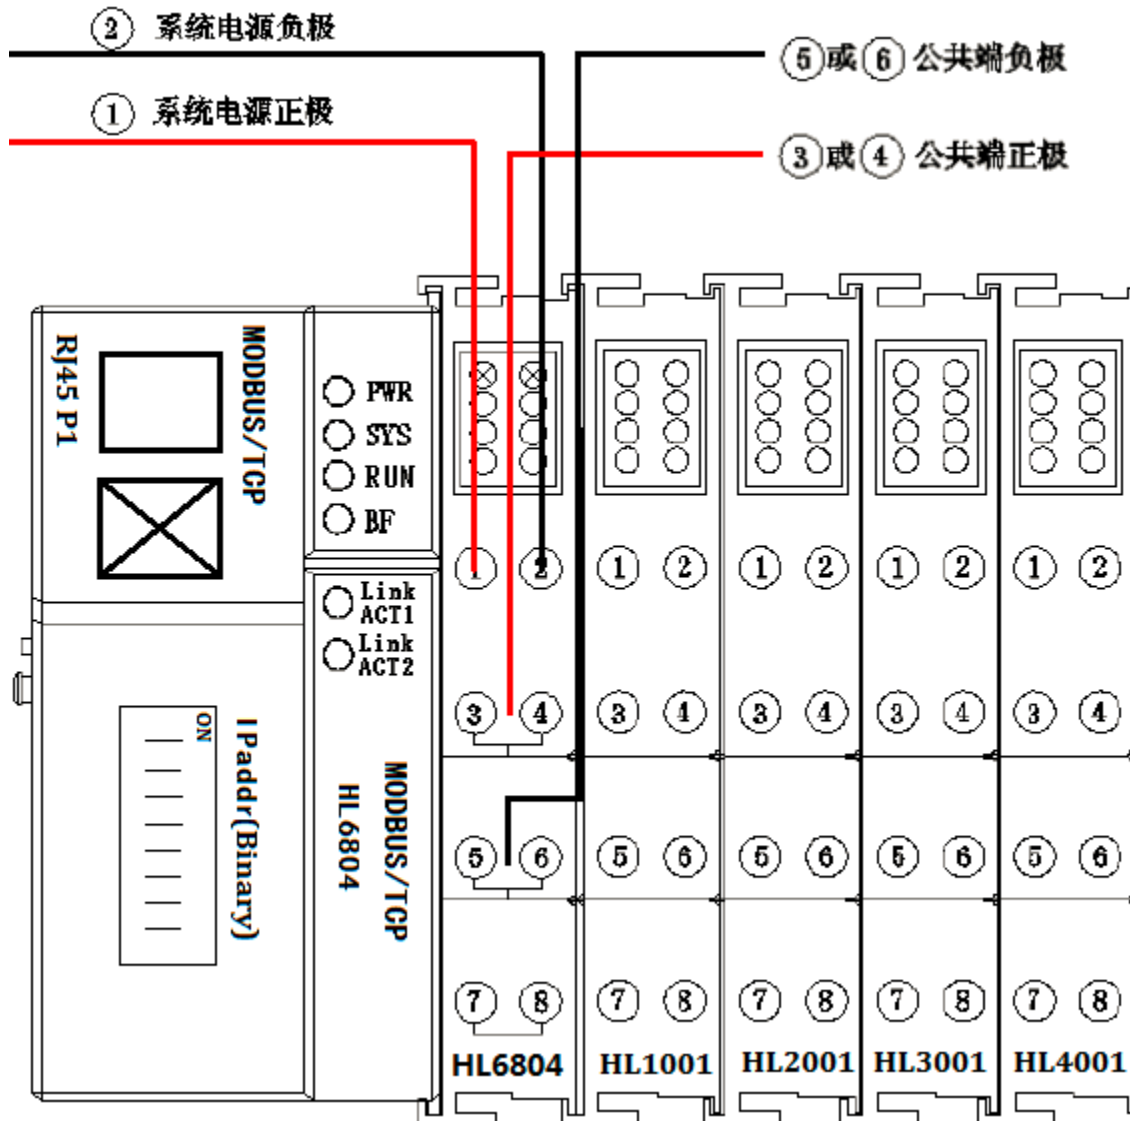 ② 系统电源负极
⑤或⑥ 公共端负极
① 系统电源正极
③或④ 公共端正极
RJ45 P1
MODBUS/TCP
PWR
SYS
RUN
BF
Link
ACT1
Link
ACT2
ON
IPaddr(Binary)
HL6804
MODBUS/TCP
① ② ① ② ① ② ① ② ① ②
③ ④ ③ ④ ③ ④ ③ ④ ③ ④
⑤ ⑥ ⑤ ⑥ ⑤ ⑥ ⑤ ⑥ ⑤ ⑥
⑦ ⑧ ⑦ ⑧ ⑦ ⑧ ⑦ ⑧ ⑦ ⑧
HL6804 HL1001 HL2001 HL3001 HL4001